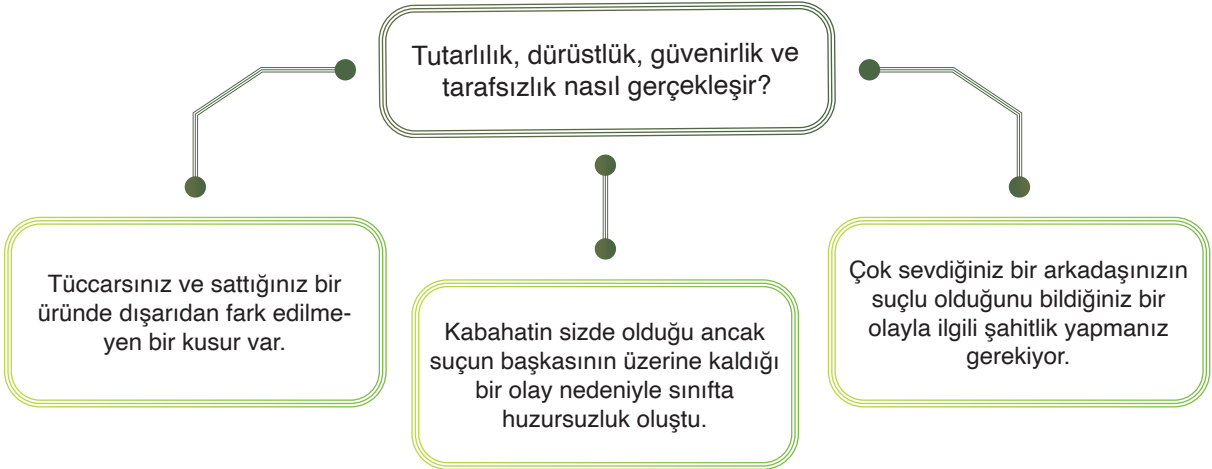 Tutarlılık, dürüstlük, güvenirlik ve
tarafsızlık nasıl gerçekleşir?
Tüccarsınız ve sattığınız bir
üründe dışarıdan fark edilme-
yen bir kusur var.
Kabahatin sizde olduğu ancak
suçun başkasının üzerine kaldığı
bir olay nedeniyle sınıfta
huzursuzluk oluştu.
Çok sevdiğiniz bir arkadaşınızın
suçlu olduğunu bildiğiniz bir
olayla ilgili şahitlik yapmanız
gerekiyor.